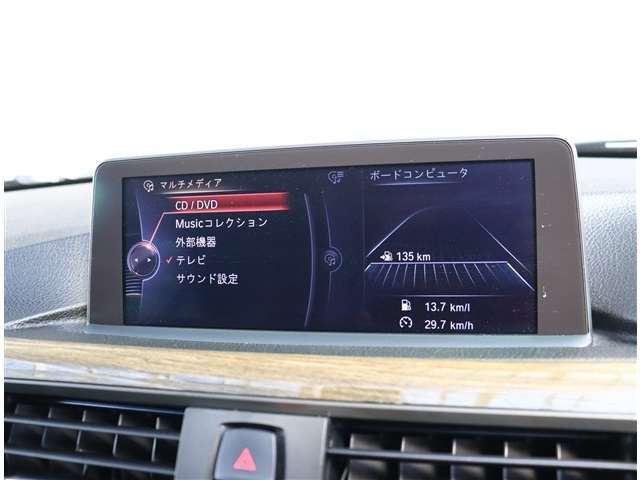 マルチメディア
CD / DVD
Musicコレクション
外部機器
✓ テレビ
サウンド設定
ボードコンピュータ
135 km
13.7 km/l
29.7 km/h